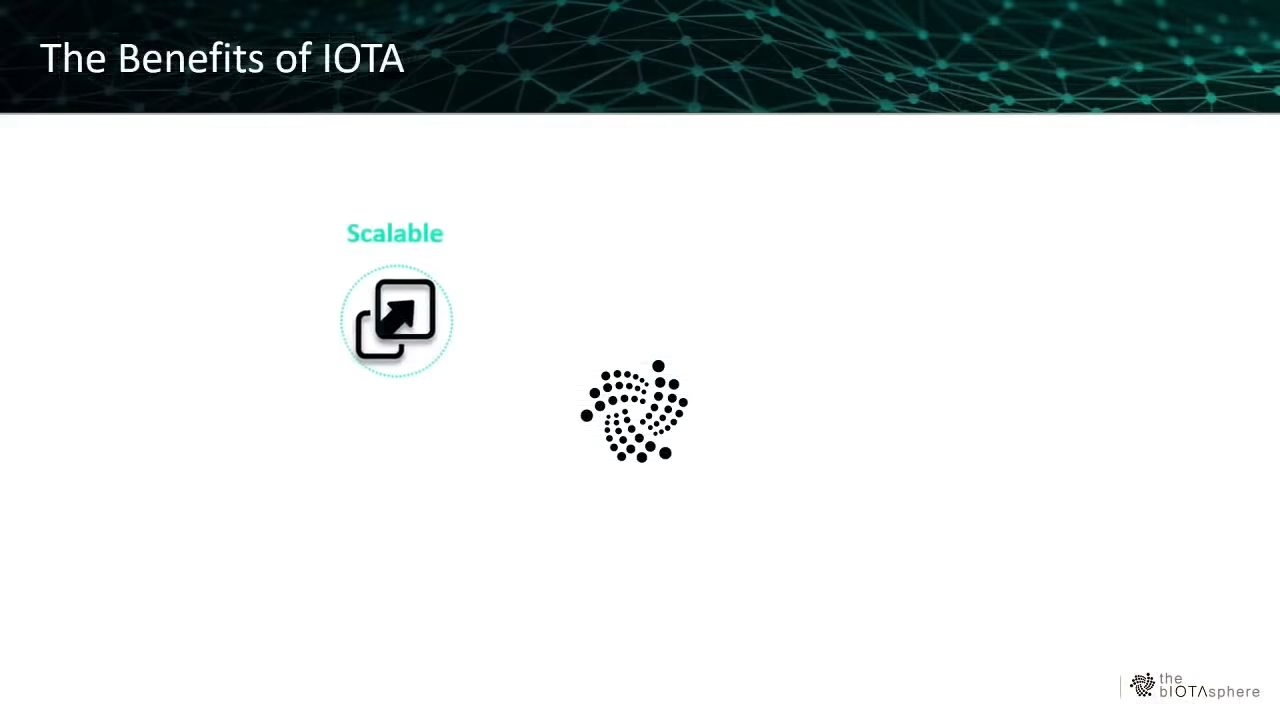 The Benefits of IOTA
Scalable
the
bIOTAsphere